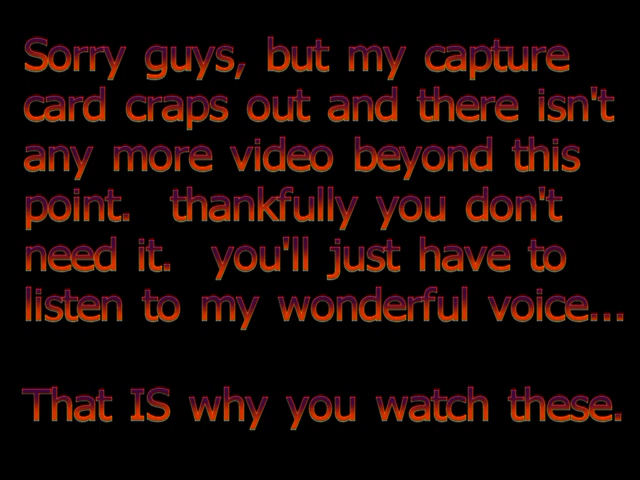 Sorry guys, but my capture
card craps out and there isn't
any more video beyond this
point.  thankfully you don't
need it.  you'll just have to
listen to my wonderful voice...
That IS why you watch these.